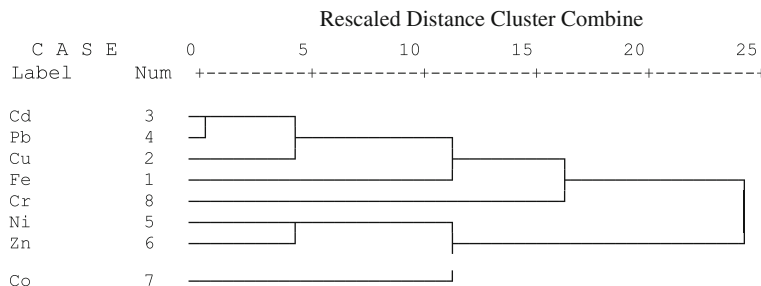 Rescaled Distance Cluster Combine
C A S E 0 5 10 15 20 25
Label Num +---------+---------+---------+---------+---------+
Cd 3
Pb 4
Cu 2
Fe 1
Cr 8
Ni 5
Zn 6
Co 7